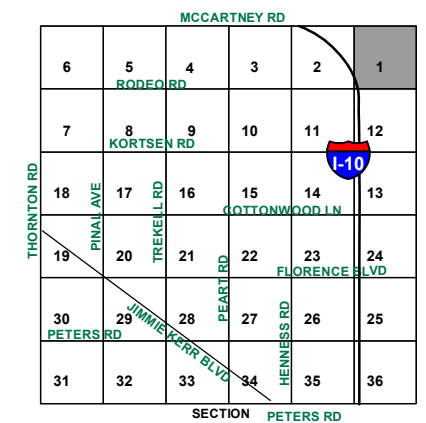 MCCARTNEY RD
6 5 4 3 2 1
RODEO RD
7 8 9 10 11 12
KORTSEN RD
I-10
THORNTON RD
PINAL AVE
TREKELL RD
18 17 16 15 14 13
COTTONWOOD LN
19 20 21 22 23 24
PEART RD
FLORENCE BLVD
30 29 28 27 26 25
JIMMIE KERR BLVD
HENNESS RD
PETERS RD
31 32 33 34 35 36
SECTION
PETERS RD